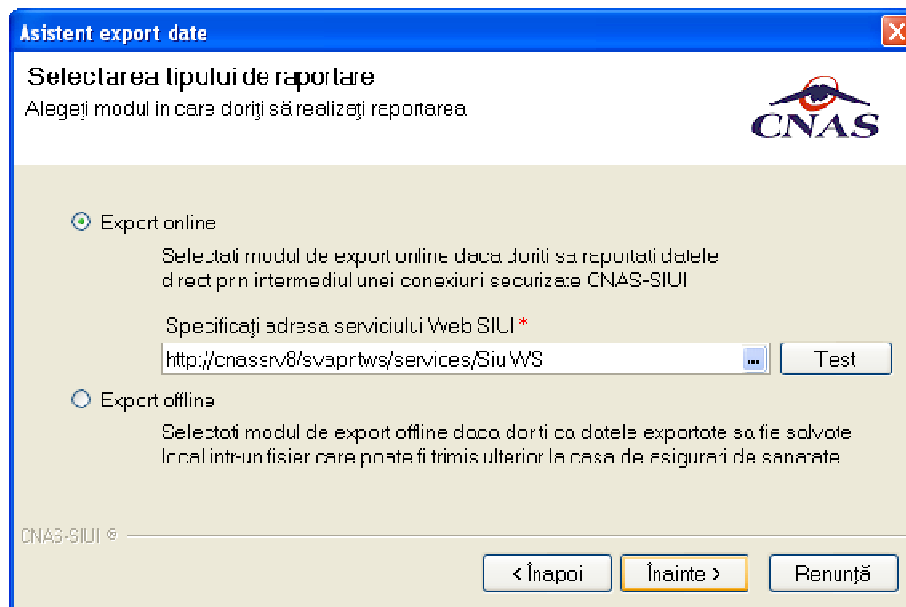 Asistent export date
Selectarea tipului de raportare
Alegeți modul in care doriți să realizați raportarea
CNAS
Export online
Selectati modul de export online daca doriti sa raportati datele
direct prin intermediul unei conexiuni securizate CNAS-SIUI
Specificați adresa serviciului Web SIUI *
http://cnassrv8/svapntws/services/SiuiWS
... Test
Export offline
Selectati modul de export offline daca doriti ca datele exportate sa fie salvate
local intr-un fisier care poate fi trimis ulterior la casa de asigurari de sanatate
CNAS-SIUI ®
< Înapoi Înainte > Renunță